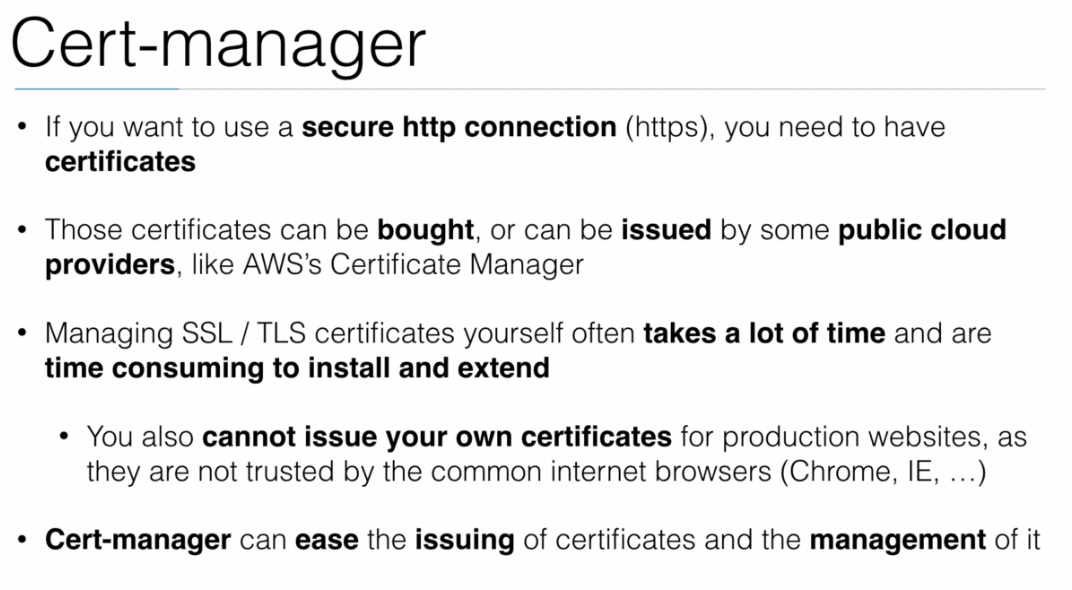 Cert-manager
• If you want to use a secure http connection (https), you need to have
certificates
• Those certificates can be bought, or can be issued by some public cloud
providers, like AWS's Certificate Manager
• Managing SSL / TLS certificates yourself often takes a lot of time and are
time consuming to install and extend
• You also cannot issue your own certificates for production websites, as
they are not trusted by the common internet browsers (Chrome, IE, …)
• Cert-manager can ease the issuing of certificates and the management of it